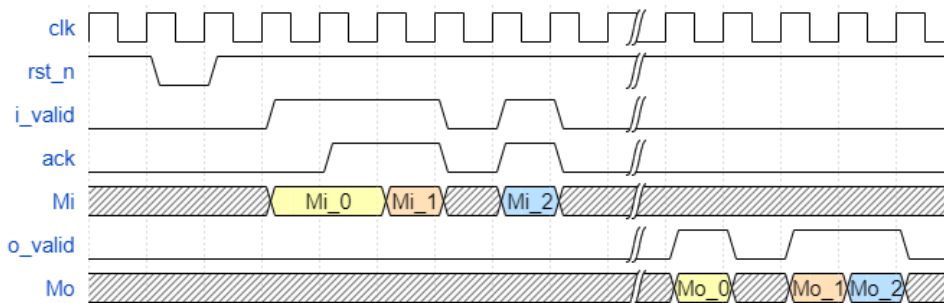 clk
rst_n
i_valid
ack
Mi Mi_0 Mi_1 Mi_2
o_valid
Mo Mo_0 Mo_1 Mo_2